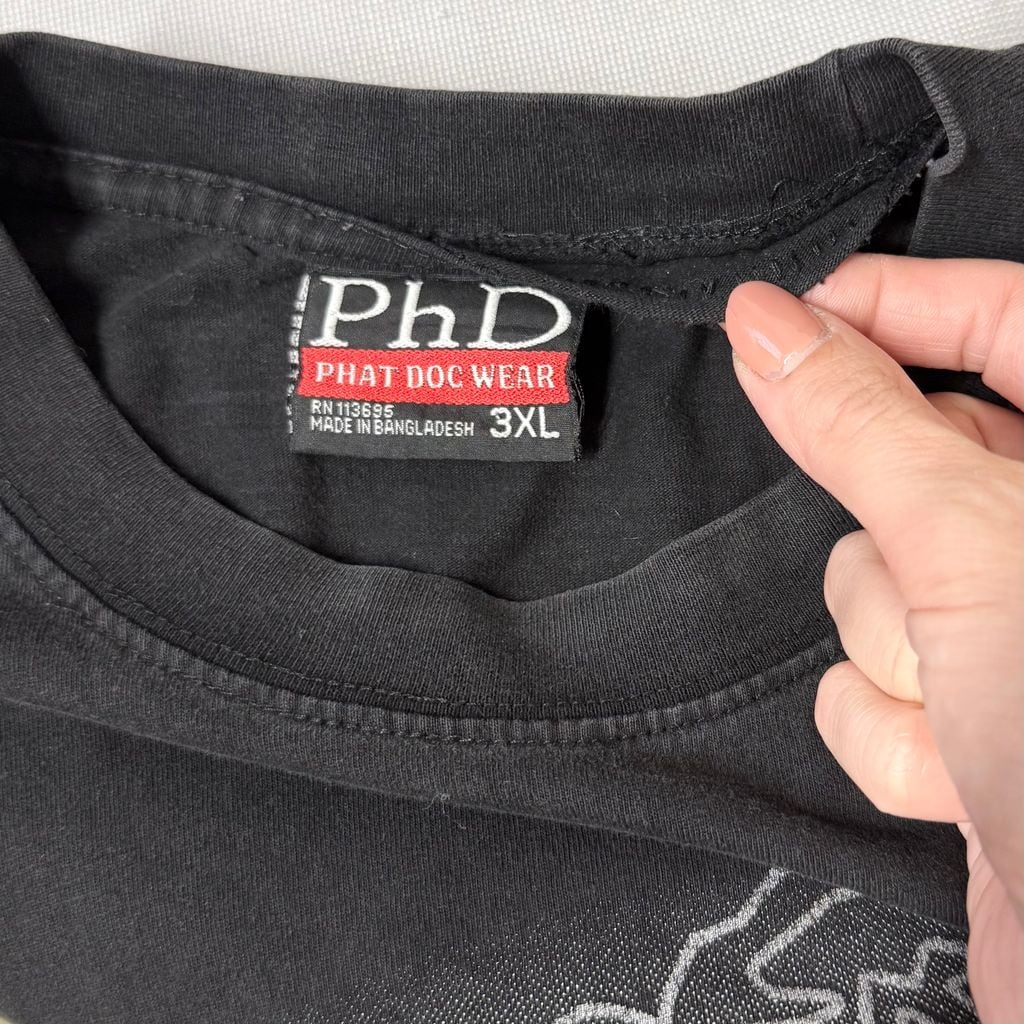 PhD
PHAT DOC WEAR
RN 113695
MADE IN BANGLADESH 3XL